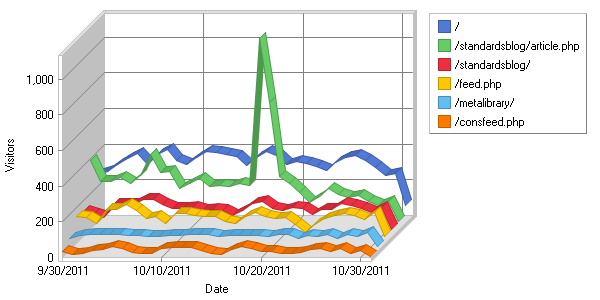 /
/standardsblog/article.php
/standardsblog/
/feed.php
/metalibrary/
/consfeed.php
Visitors
1,000
800
600
400
200
0
9/30/2011
10/10/2011
10/20/2011
10/30/2011
Date